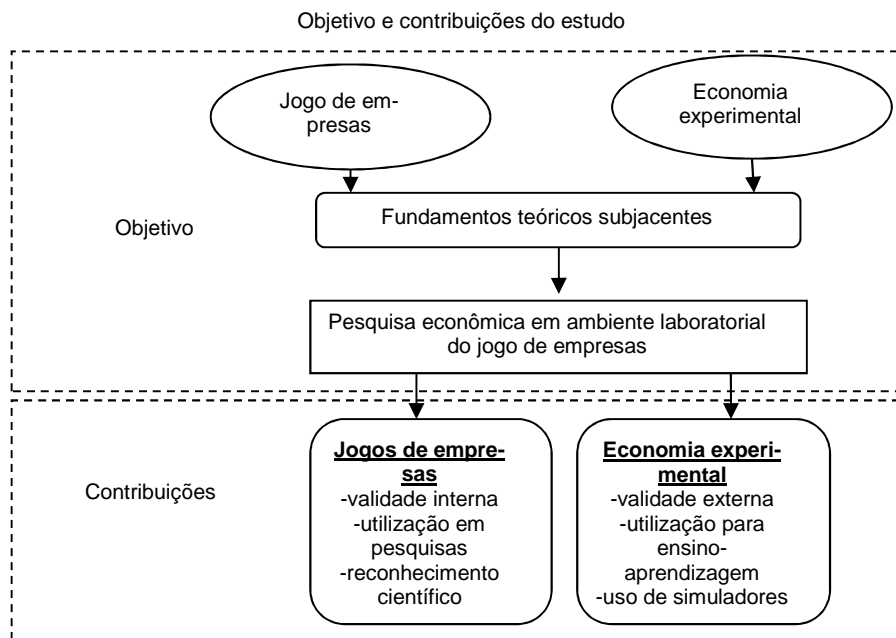 Objetivo e contribuições do estudo
Jogo de em-
presas
Economia
experimental
Objetivo
Fundamentos teóricos subjacentes
Pesquisa econômica em ambiente laboratorial
do jogo de empresas
Contribuições
Jogos de empre-
sas
-validade interna
-utilização em
pesquisas
-reconhecimento
científico
Economia experi-
mental
-validade externa
-utilização para
ensino-
aprendizagem
-uso de simuladores